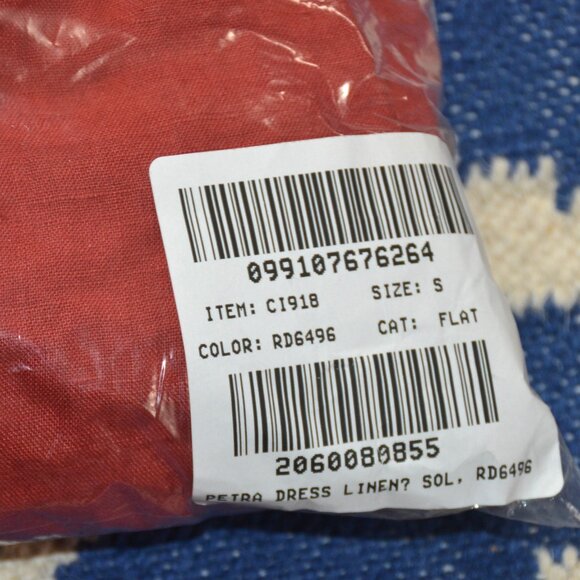 099107676264
ITEM: CI918 SIZE: S
COLOR: RD6496 CAT: FLAT
2060080855
PETRA DRESS LINEN? SOL, RD6496